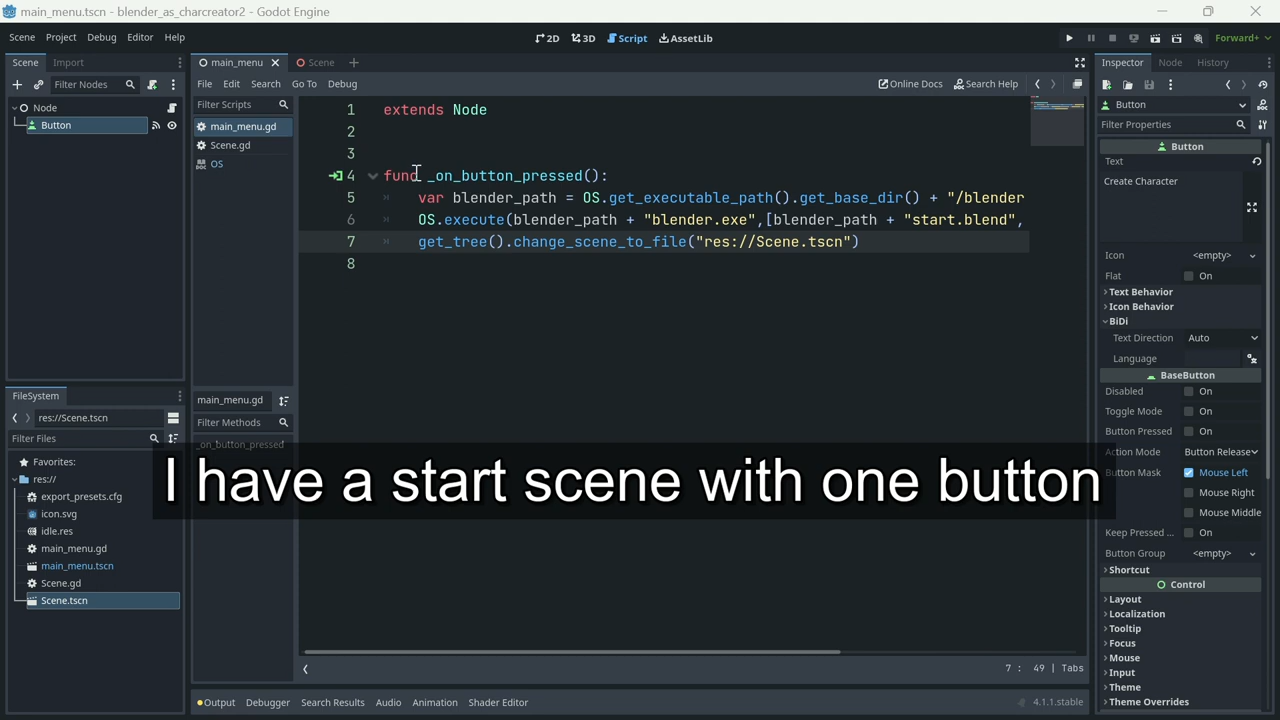 main_menu.tscn - blender_as_charcreator2 - Godot Engine
Scene Project Debug Editor Help
2D 3D Script AssetLib
Forward+
Scene Import
Filter Nodes
Node
Button
main_menu
Scene
File Edit Search Go To Debug
Online Docs Search Help
Filter Scripts
main_menu.gd
Scene.gd
OS
1 extends Node
2
3
4 func _on_button_pressed():
5 var blender_path = OS.get_executable_path().get_base_dir() + "/blender
6 OS.execute(blender_path + "blender.exe",[blender_path + "start.blend",
7 get_tree().change_scene_to_file("res://Scene.tscn")
8
main_menu.gd
Filter Methods
_on_button_pressed
FileSystem
res://Scene.tscn
Filter Files
Favorites:
res://
export_presets.cfg
icon.svg
idle.res
main_menu.gd
main_menu.tscn
Scene.gd
Scene.tscn
I have a start scene with one button
7 : 49 | Tabs
Output Debugger Search Results Audio Animation Shader Editor
4.1.1.stable
Inspector Node History
Button
Filter Properties
Button
Text
Create Character
Icon <empty>
Flat On
Text Behavior
Icon Behavior
BiDi
Text Direction Auto
Language
BaseButton
Disabled On
Toggle Mode On
Button Pressed On
Action Mode Button Release
Button Mask Mouse Left
Mouse Right
Mouse Middle
Keep Pressed ... On
Button Group <empty>
Shortcut
Control
Layout
Localization
Tooltip
Focus
Mouse
Input
Theme
Theme Overrides